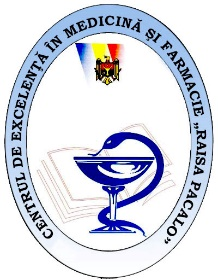 CENTRUL DE EXCELENȚĂ ÎN MEDICINĂ ȘI FARMACIE „RAISA PACALO”